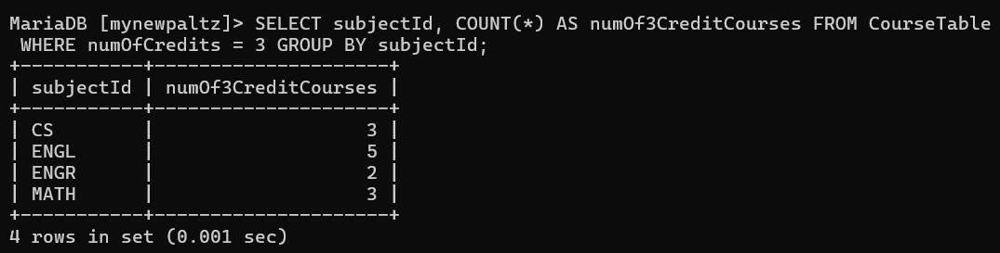 MariaDB [mynewpaltz]> SELECT subjectId, COUNT(*) AS numOf3CreditCourses FROM CourseTable
 WHERE numOfCredits = 3 GROUP BY subjectId;
+-----------+---------------------+
| subjectId | numOf3CreditCourses |
+-----------+---------------------+
| CS        |                   3 |
| ENGL      |                   5 |
| ENGR      |                   2 |
| MATH      |                   3 |
+-----------+---------------------+
4 rows in set (0.001 sec)